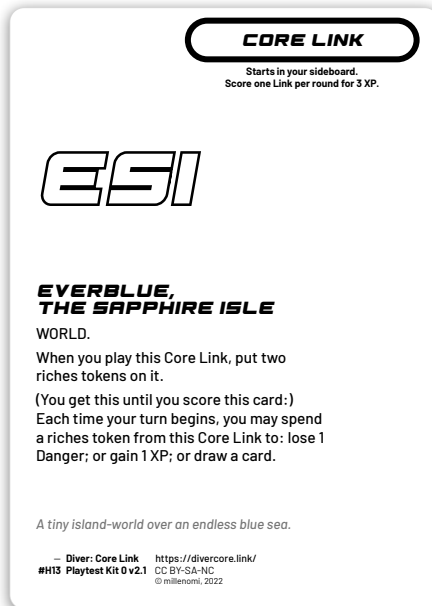 CORE LINK
Starts in your sideboard.
Score one Link per round for 3 XP.
ESI
EVERBLUE,
THE SAPPHIRE ISLE
WORLD.
When you play this Core Link, put two
riches tokens on it.
(You get this until you score this card:)
Each time your turn begins, you may spend
a riches token from this Core Link to: lose 1
Danger; or gain 1 XP; or draw a card.
A tiny island-world over an endless blue sea.
— Diver: Core Link https://divercore.link/
#H13 Playtest Kit 0 v2.1 CC BY-SA-NC
© millenomi, 2022